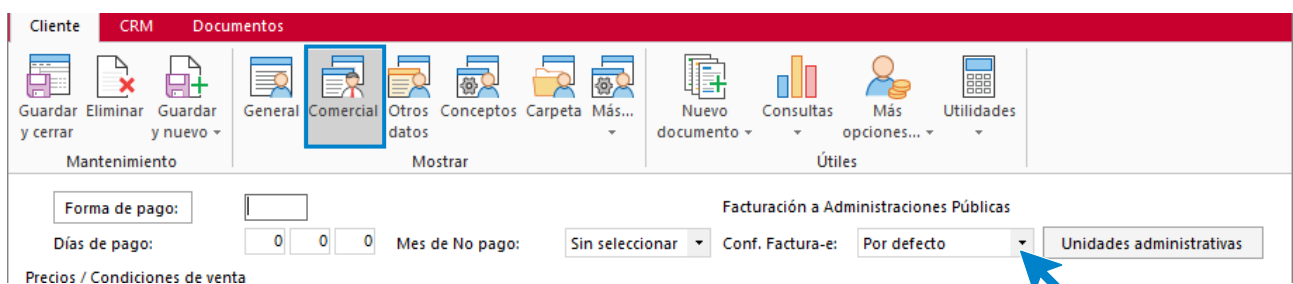 Cliente CRM Documentos
Guardar Eliminar Guardar General Comercial Otros Conceptos Carpeta Más... Nuevo Consultas Más Utilidades
y cerrar y nuevo datos documento opciones...
Mantenimiento Mostrar Útiles
Forma de pago: Facturación a Administraciones Públicas
Días de pago: 0 0 0 Mes de No pago: Sin seleccionar Conf. Factura-e: Por defecto Unidades administrativas
Precios / Condiciones de venta